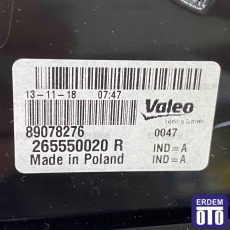 13-11-18 07:47
Valeo
89078276 0047
265550020 R IND=A
Made in Poland IND=A
ERDEM
OTO